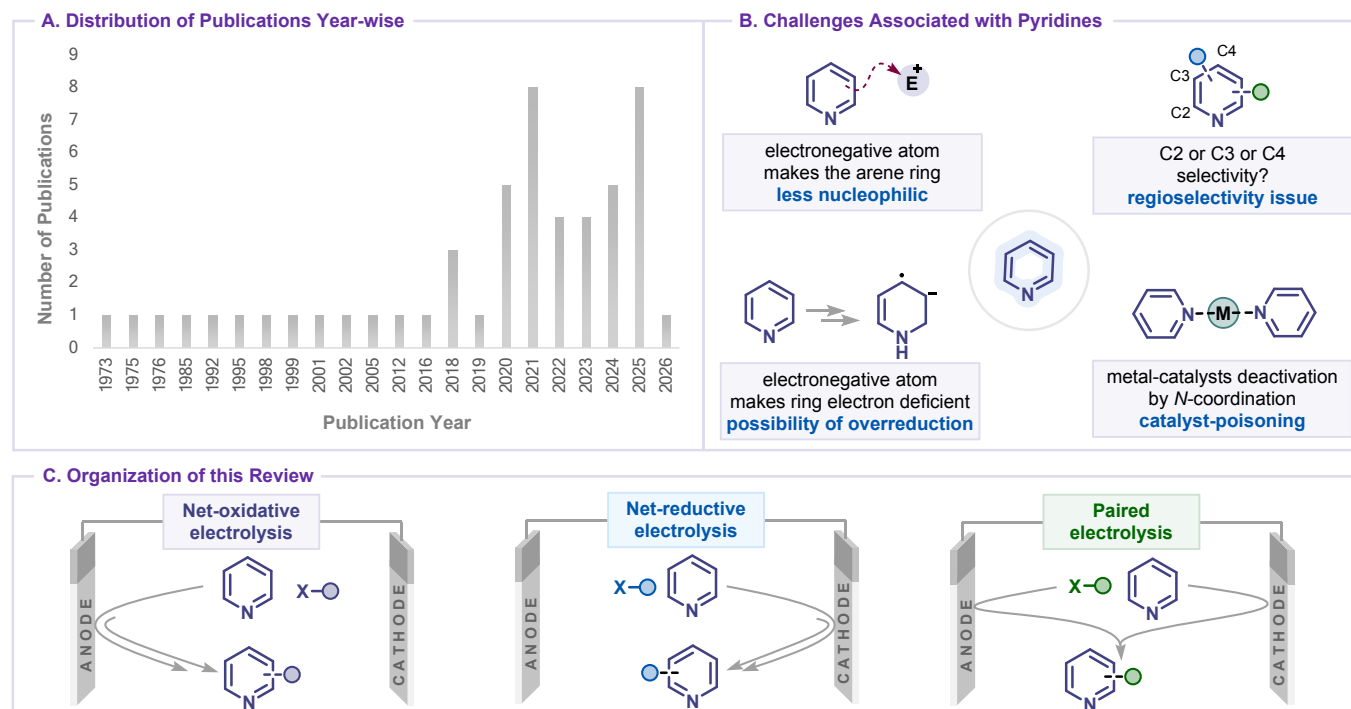 A. Distribution of Publications Year-wise
Number of Publications
9
8
7
6
5
4
3
2
1
0
1973
1975
1976
1985
1992
1995
1998
1999
2001
2002
2005
2012
2016
2018
2019
2020
2021
2022
2023
2024
2025
2026
Publication Year
B. Challenges Associated with Pyridines
N
E
+
electronegative atom
makes the arene ring
less nucleophilic
C4
C3
C2
N
C2 or C3 or C4
selectivity?
regioselectivity issue
N
N
N
H
electronegative atom
makes ring electron deficient
possibility of overreduction
N
M
N
metal-catalysts deactivation
by N-coordination
catalyst-poisoning
C. Organization of this Review
Net-oxidative
electrolysis
ANODE
CATHODE
N
X
N
Net-reductive
electrolysis
ANODE
CATHODE
X
N
N
Paired
electrolysis
ANODE
CATHODE
X
N
N